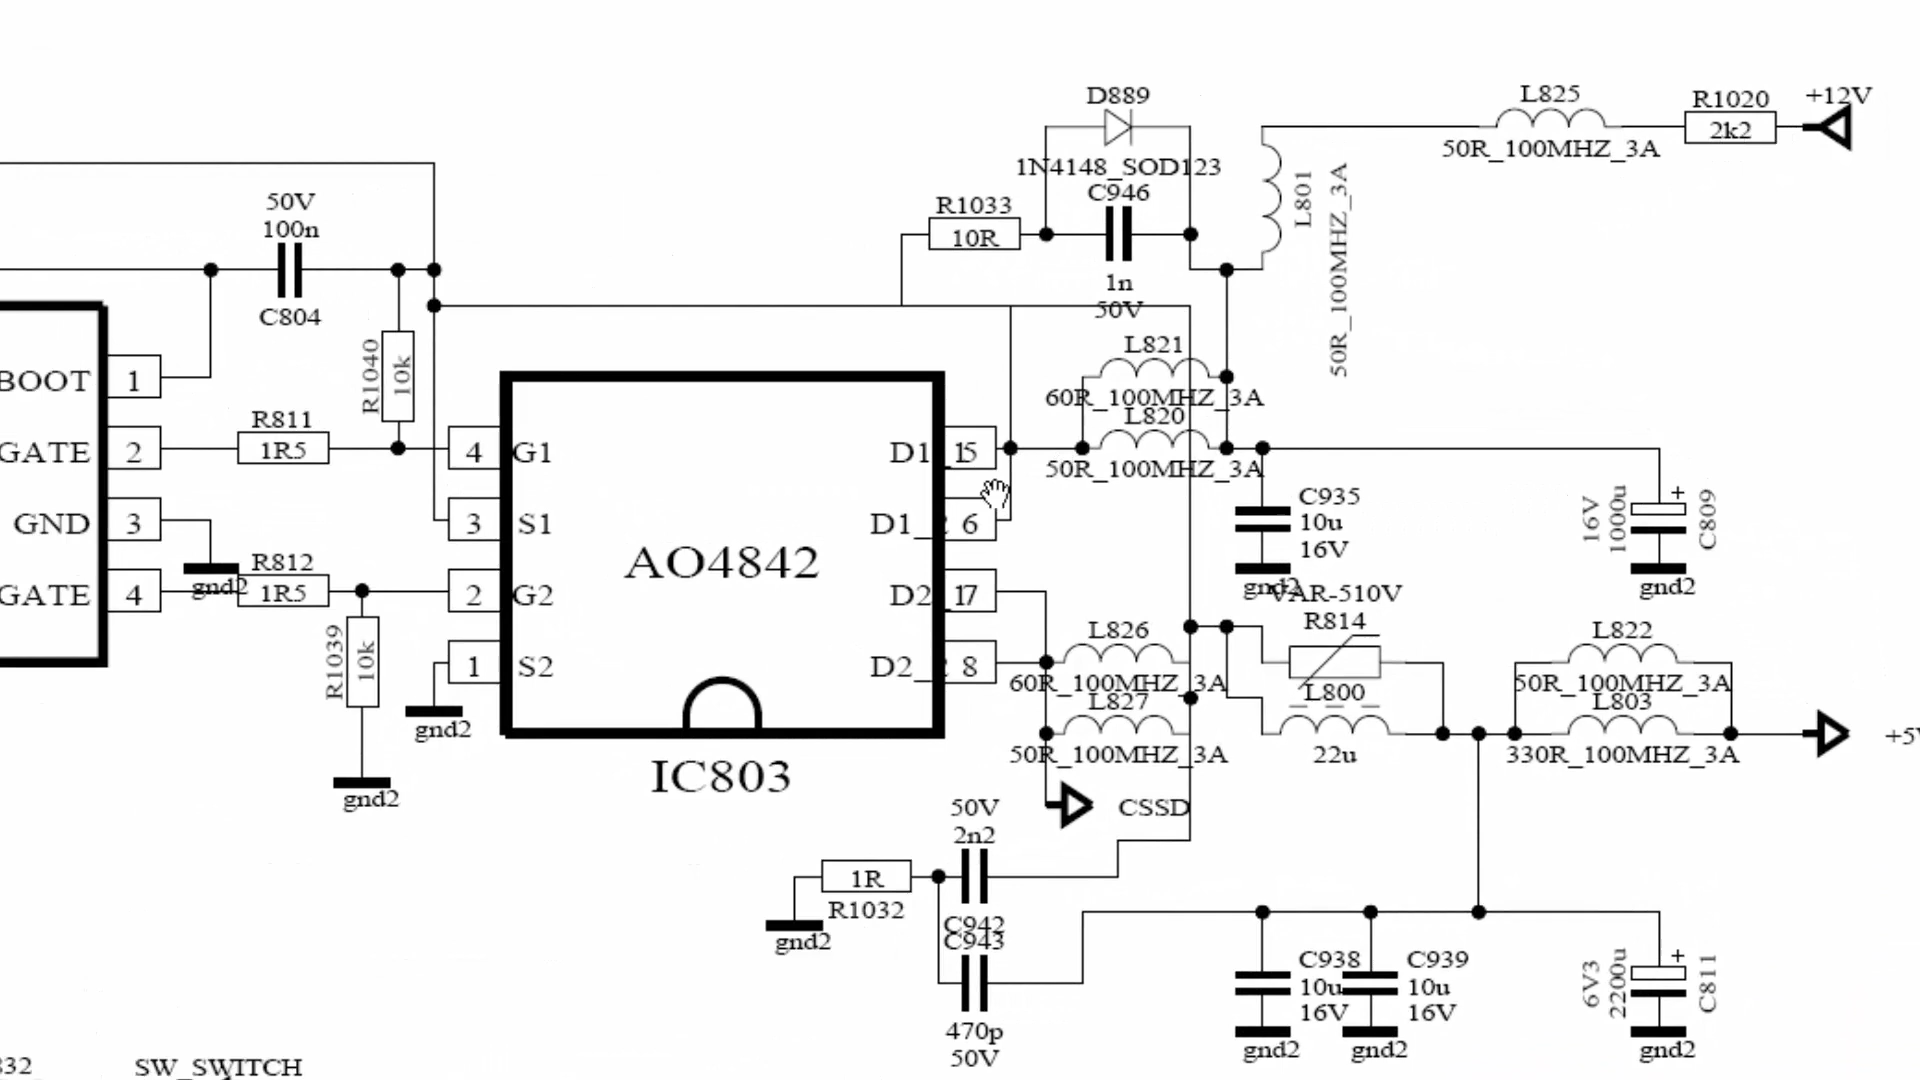 D889
1N4148_SOD123
L825
50R_100MHZ_3A
R1020
2k2
+12V
50V
100n
C804
R1033
10R
C946
1n
50V
L801
50R_100MHZ_3A
R1040
10k
BOOT
1
R811
1R5
GATE
2
4
G1
D1
15
L821
60R_100MHZ_3A
L820
50R_100MHZ_3A
C935
10u
16V
gnd2
16V
1000u
+
C809
gnd2
GND
3
gnd2
3
S1
D1_
6
AO4842
R812
1R5
GATE
4
2
G2
D2
17
R1039
10k
gnd2
1
S2
gnd2
D2_
8
IC803
L826
60R_100MHZ_3A
L827
50R_100MHZ_3A
CSSD
VAR-510V
R814
L800
22u
L822
50R_100MHZ_3A
L803
330R_100MHZ_3A
+5V
50V
2n2
C942
1R
R1032
gnd2
C943
470p
50V
C938
10u
16V
gnd2
C939
10u
16V
gnd2
6V3
2200u
+
C811
gnd2
832
SW_SWITCH